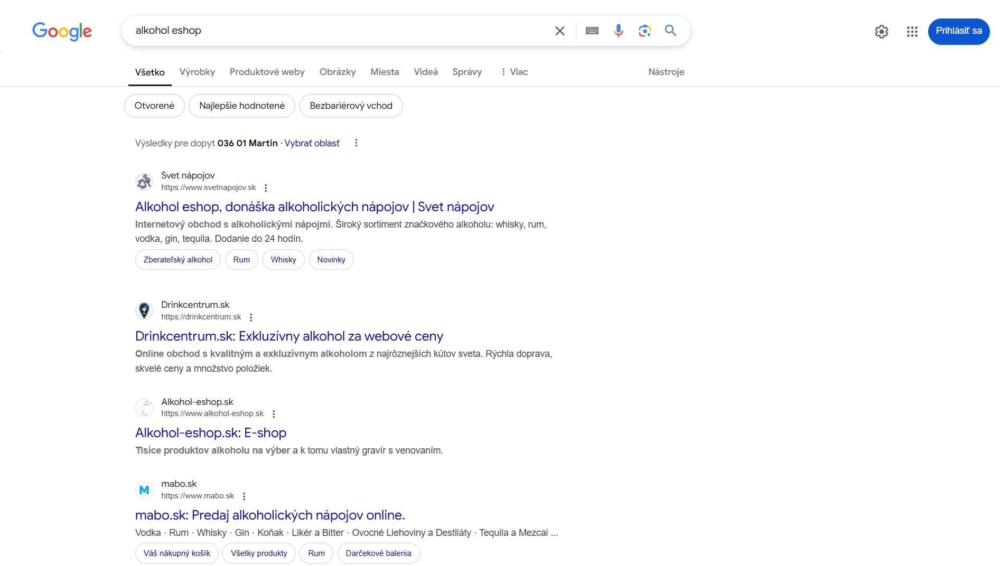 Google
alkohol eshop
Prihlásiť sa
Všetko Výrobky Produktové weby Obrázky Miesta Videá Správy Viac Nástroje
Otvorené Najlepšie hodnotené Bezbariérový vchod
Výsledky pre dopyt 036 01 Martin · Vybrať oblasť
Svet nápojov
https://www.svetnapojov.sk
Alkohol eshop, donáška alkoholických nápojov | Svet nápojov
Internetový obchod s alkoholickými nápojmi. Široký sortiment značkového alkoholu: whisky, rum,
vodka, gin, tequila. Dodanie do 24 hodín.
Zberateľský alkohol Rum Whisky Novinky
Drinkcentrum.sk
https://drinkcentrum.sk
Drinkcentrum.sk: Exkluzívny alkohol za webové ceny
Online obchod s kvalitným a exkluzívnym alkoholom z najrôznejších kútov sveta. Rýchla doprava,
skvelé ceny a množstvo položiek.
Alkohol-eshop.sk
https://www.alkohol-eshop.sk
Alkohol-eshop.sk: E-shop
Tisíce produktov alkoholu na výber a k tomu vlastný gravír s venovaním.
M
mabo.sk
https://www.mabo.sk
mabo.sk: Predaj alkoholických nápojov online.
Vodka · Rum · Whisky · Gin · Koňak · Likér a Bitter · Ovocné Liehoviny a Destiláty · Tequila a Mezcal ...
Váš nákupný košík Všetky produkty Rum Darčekové balenia